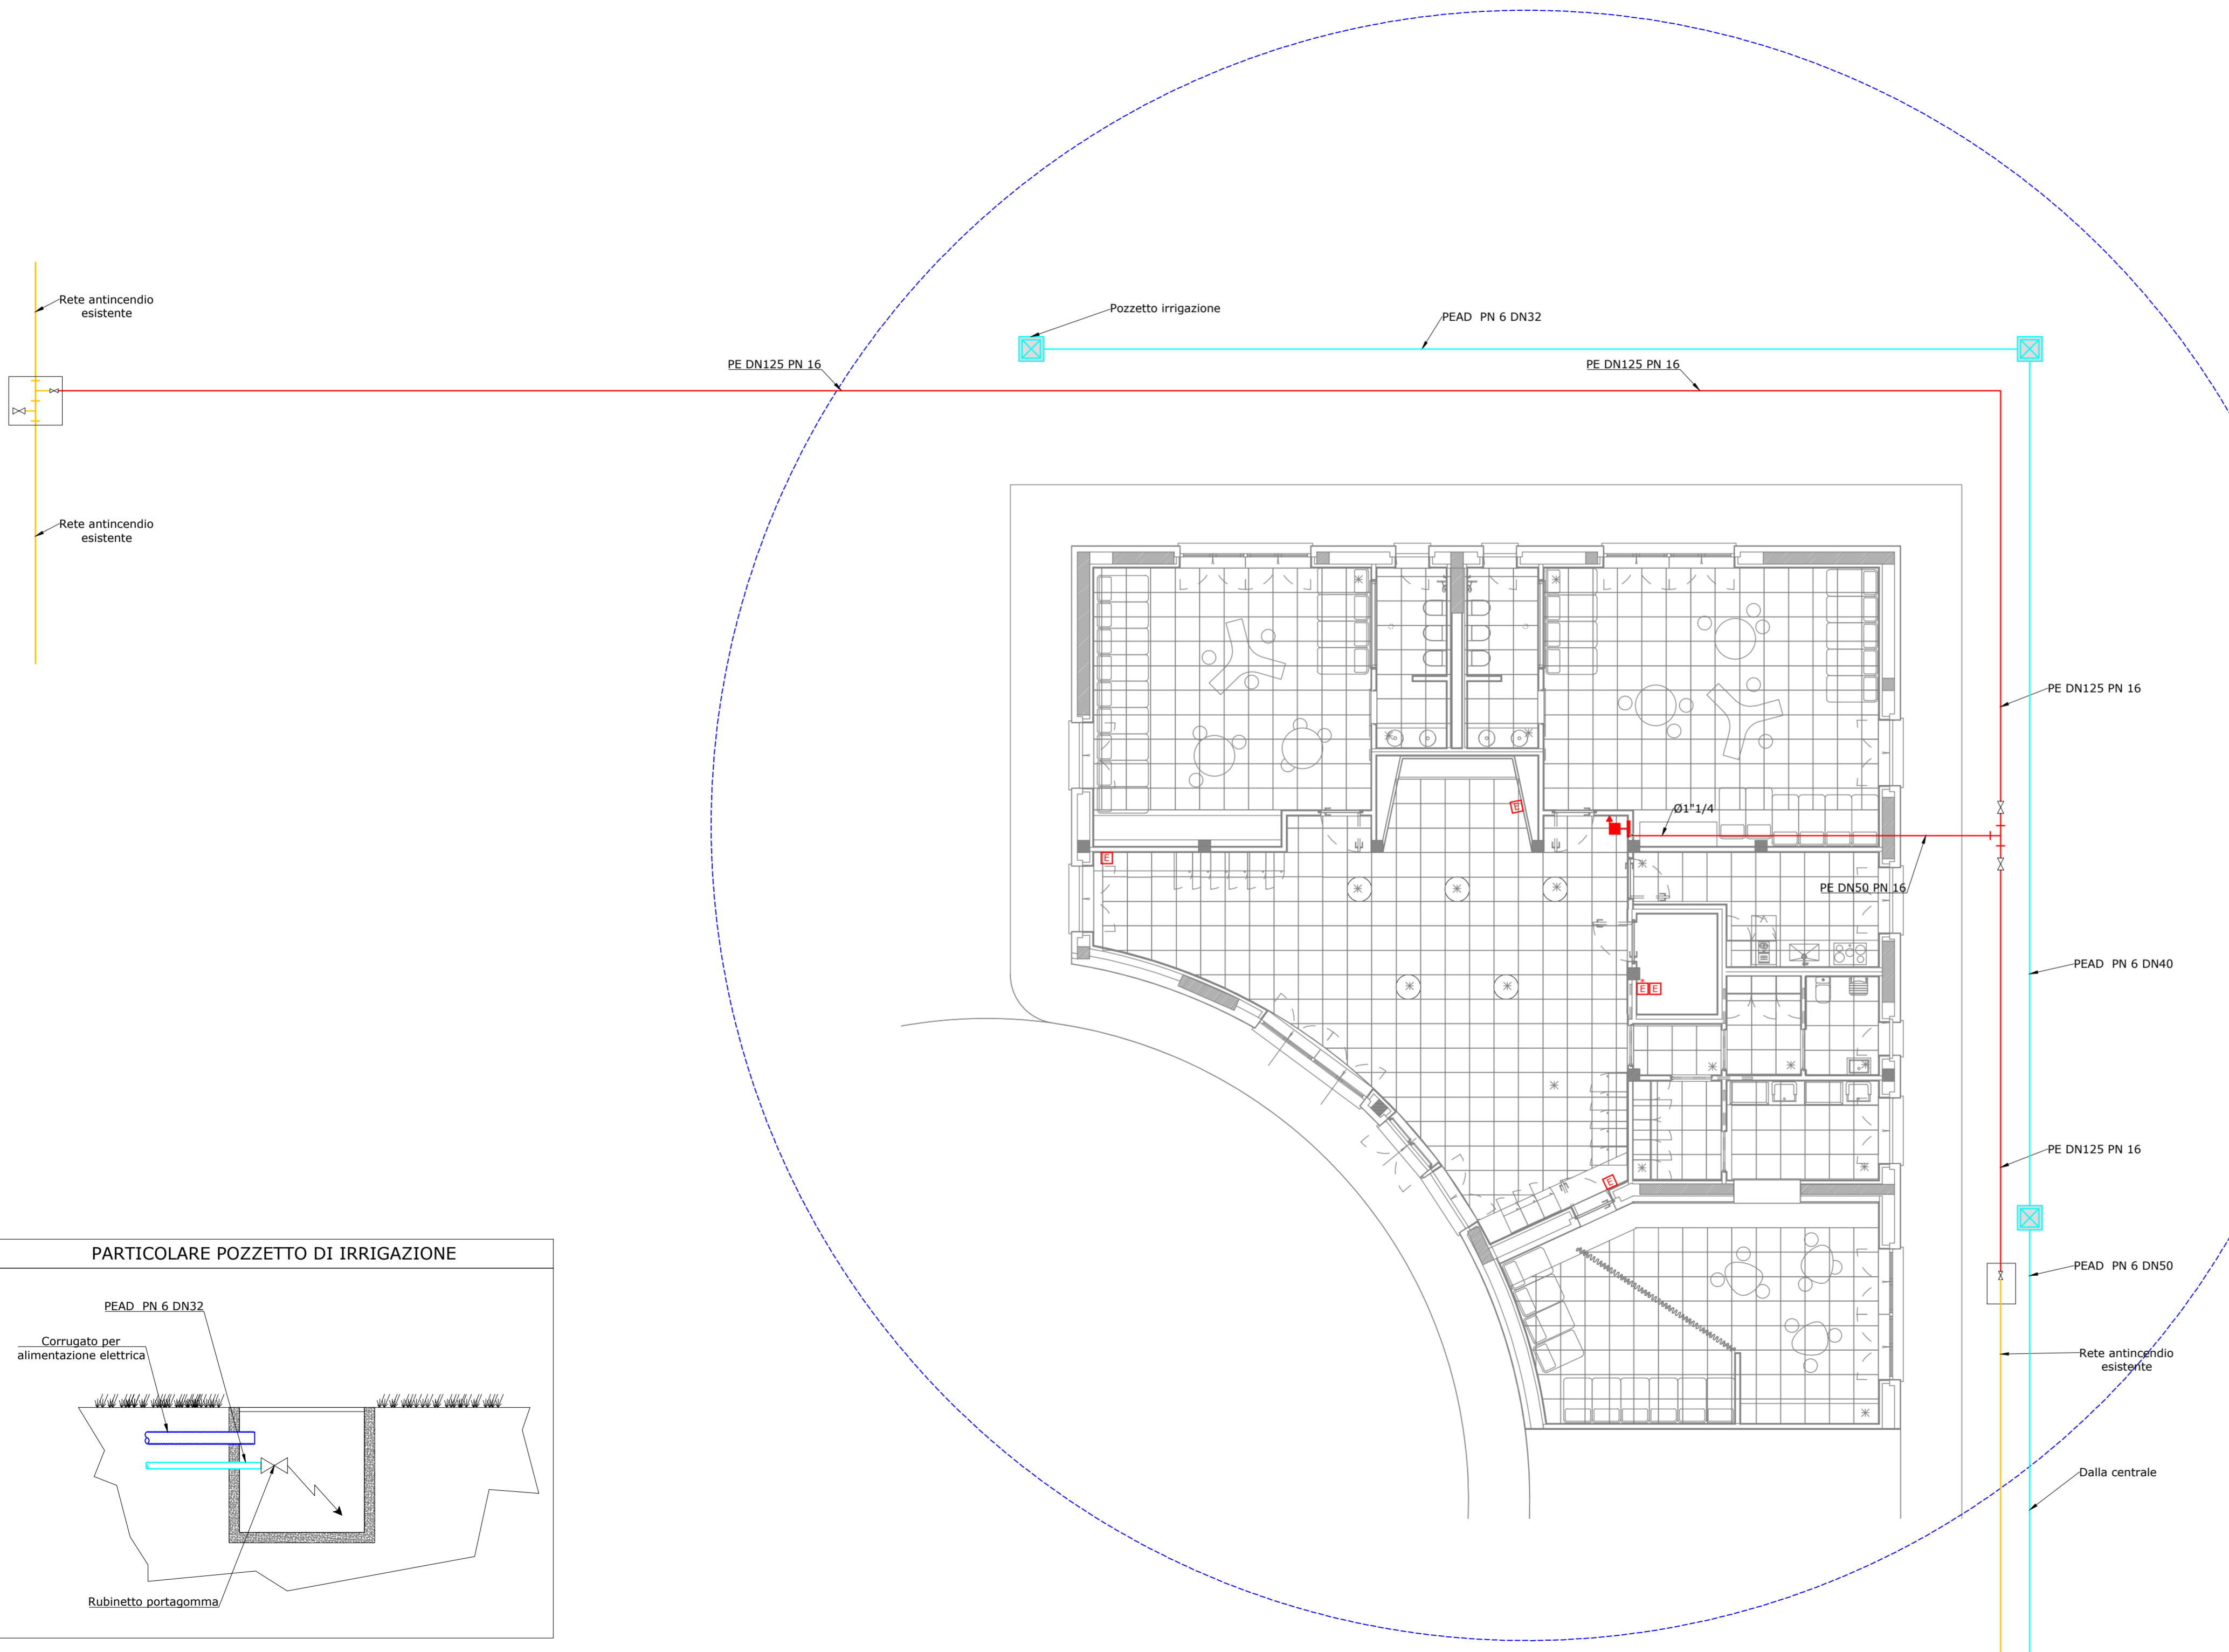 Rete antincendio
esistente
Pozzetto irrigazione
PEAD PN 6 DN32
PE DN125 PN 16
PE DN125 PN 16
Rete antincendio
esistente
PE DN125 PN 16
E
Ø1"1/4
E
PE DN50 PN 16
PEAD PN 6 DN40
E E
PE DN125 PN 16
E
PEAD PN 6 DN50
Rete antincendio
esistente
Dalla centrale
PARTICOLARE POZZETTO DI IRRIGAZIONE
PEAD PN 6 DN32
Corrugato per
alimentazione elettrica
Rubinetto portagomma